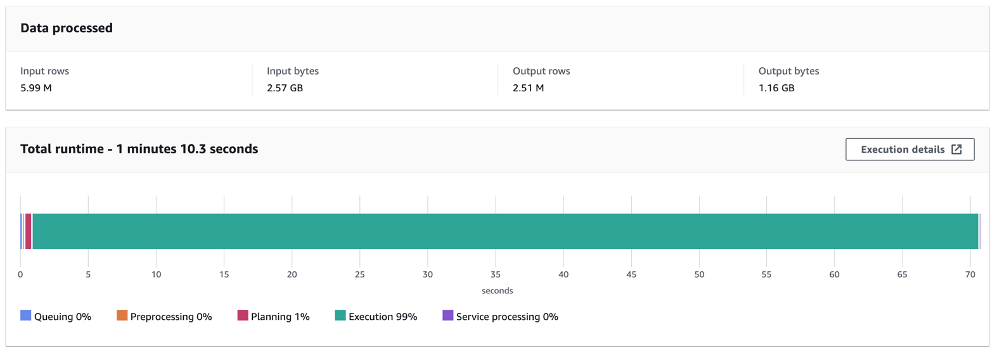 Data processed
Input rows
5.99 M
Input bytes
2.57 GB
Output rows
2.51 M
Output bytes
1.16 GB
Total runtime - 1 minutes 10.3 seconds
Execution details
0 5 10 15 20 25 30 35 40 45 50 55 60 65 70
seconds
Queuing 0% Preprocessing 0% Planning 1% Execution 99% Service processing 0%